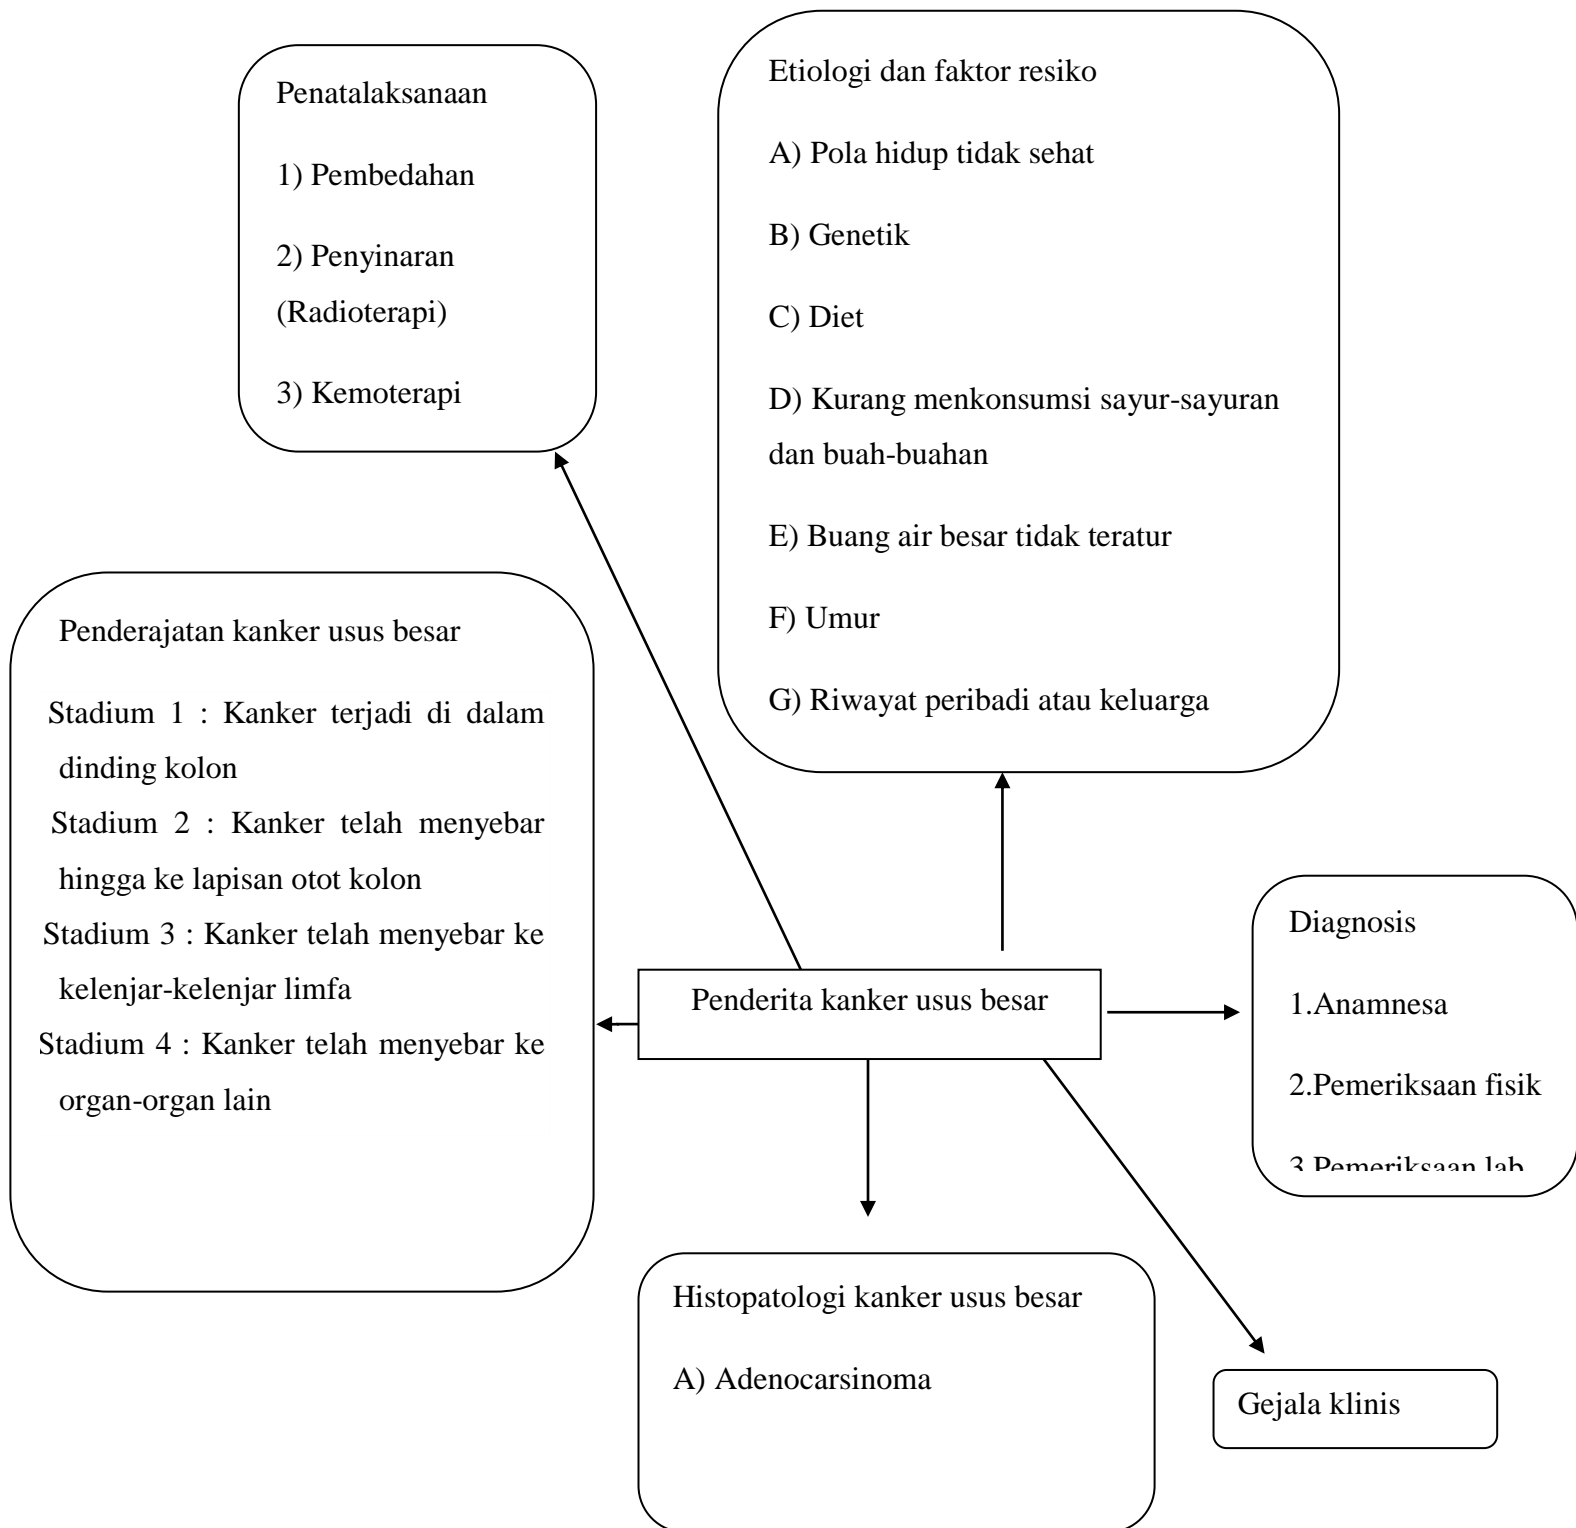 Penatalaksanaan
1) Pembedahan
2) Penyinaran
(Radioterapi)
3) Kemoterapi
Etiologi dan faktor resiko
A) Pola hidup tidak sehat
B) Genetik
C) Diet
D) Kurang menkonsumsi sayur-sayuran
dan buah-buahan
E) Buang air besar tidak teratur
F) Umur
G) Riwayat peribadi atau keluarga
Penderajatan kanker usus besar
Stadium 1 : Kanker terjadi di dalam
dinding kolon
Stadium 2 : Kanker telah menyebar
hingga ke lapisan otot kolon
Stadium 3 : Kanker telah menyebar ke
kelenjar-kelenjar limfa
Stadium 4 : Kanker telah menyebar ke
organ-organ lain
Penderita kanker usus besar
Diagnosis
1.Anamnesa
2.Pemeriksaan fisik
3.Pemeriksaan lab
Histopatologi kanker usus besar
A) Adenocarsinoma
Gejala klinis